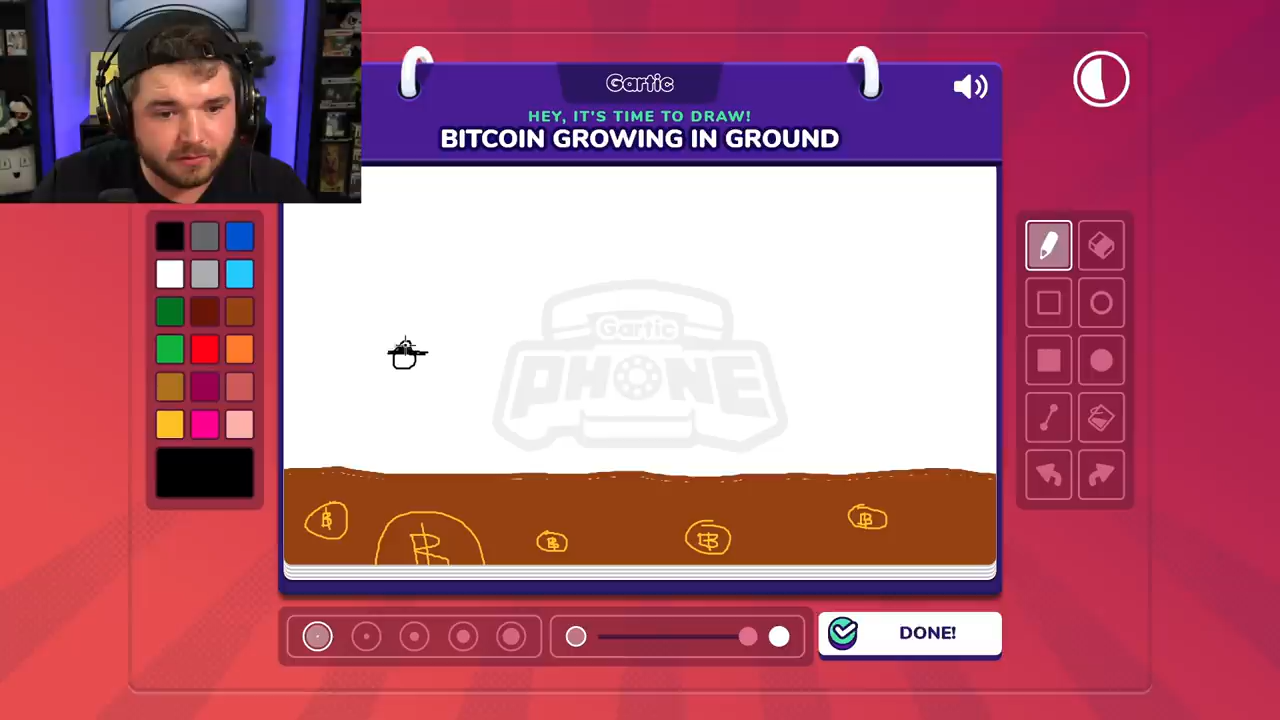 Gartic
HEY, IT'S TIME TO DRAW!
BITCOIN GROWING IN GROUND
Gartic
PHONE
B
B
B
B
DONE!